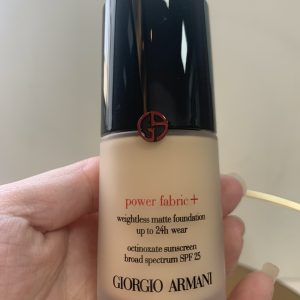 power fabric+
weightless matte foundation
up to 24h wear
octinoxate sunscreen
broad spectrum SPF 25
GIORGIO ARMANI